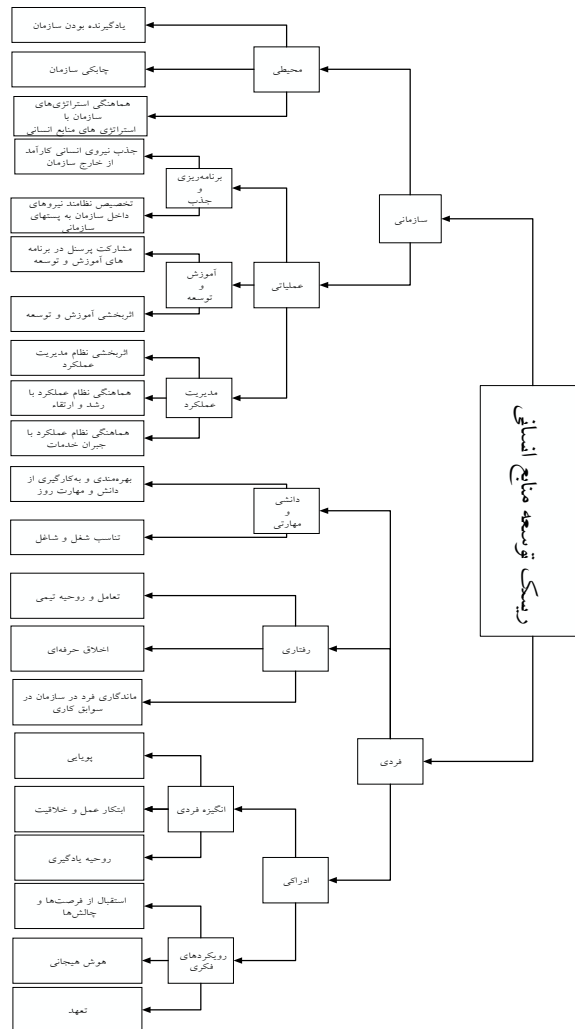 ریسک توسعه منابع انسانی
سازمانی
محیطی
یادگیرنده بودن سازمان
چابکی سازمان
هماهنگی استراتژی‌های
سازمان با
استراتژی های منابع انسانی
عملیاتی
برنامه‌ریزی
و
جذب
جذب نیروی انسانی کارآمد
از خارج سازمان
تخصیص نظامند نیروهای
داخل سازمان به پستهای
سازمانی
آموزش
و
توسعه
مشارکت پرسنل در برنامه
های آموزش و توسعه
اثربخشی آموزش و توسعه
مدیریت
عملکرد
اثربخشی نظام مدیریت
عملکرد
هماهنگی نظام عملکرد با
رشد و ارتقاء
هماهنگی نظام عملکرد با
جبران خدمات
فردی
دانشی
و
مهارتی
بهره‌مندی و به‌کارگیری از
دانش و مهارت روز
تناسب شغل و شاغل
رفتاری
تعامل و روحیه تیمی
اخلاق حرفه‌ای
ماندگاری فرد در سازمان در
سوابق کاری
ادراکی
انگیزه فردی
پویایی
ابتکار عمل و خلاقیت
روحیه یادگیری
رویکردهای
فکری
استقبال از فرصت‌ها و
چالش‌ها
هوش هیجانی
تعهد